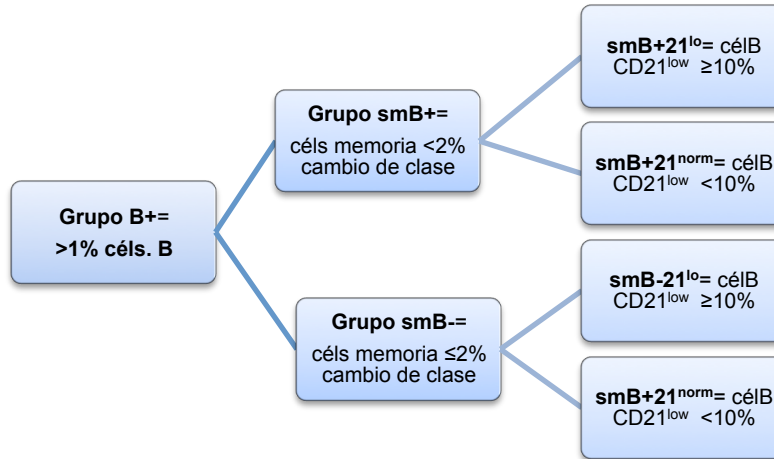 Grupo B+=
>1% céls. B
Grupo smB+=
céls memoria <2%
cambio de clase
Grupo smB-=
céls memoria ≤2%
cambio de clase
smB+21lo= célB
CD21low ≥10%
smB+21norm= célB
CD21low <10%
smB-21lo= célB
CD21low ≥10%
smB+21norm= célB
CD21low <10%